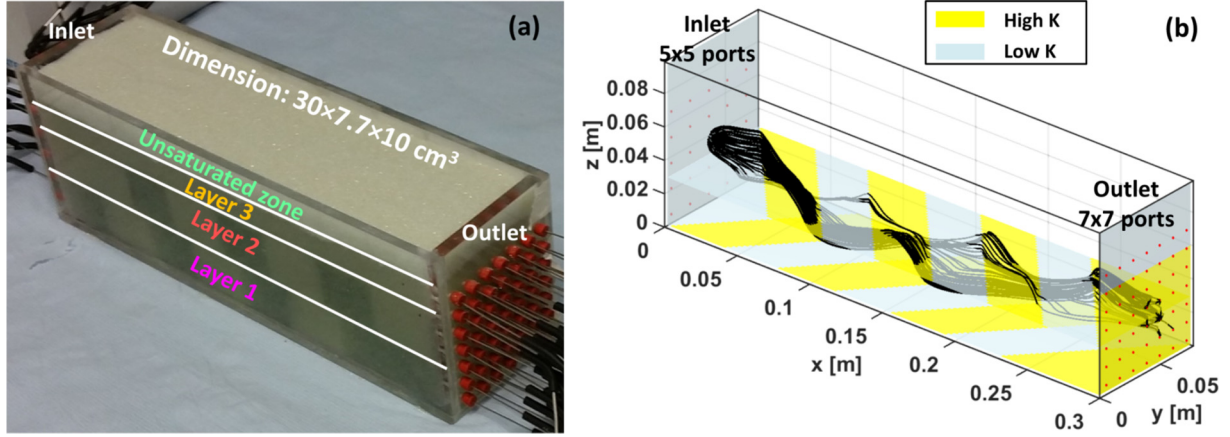 Inlet
(a)
Dimension: 30×7.7×10 cm³
Unsaturated zone
Layer 3
Layer 2
Layer 1
Outlet
(b)
High K
Low K
Inlet
5x5 ports
Outlet
7x7 ports
z [m]
0.08
0.06
0.04
0.02
0
0
0.05
0.1
0.15
0.2
0.25
0.3
x [m]
0
0.05
y [m]